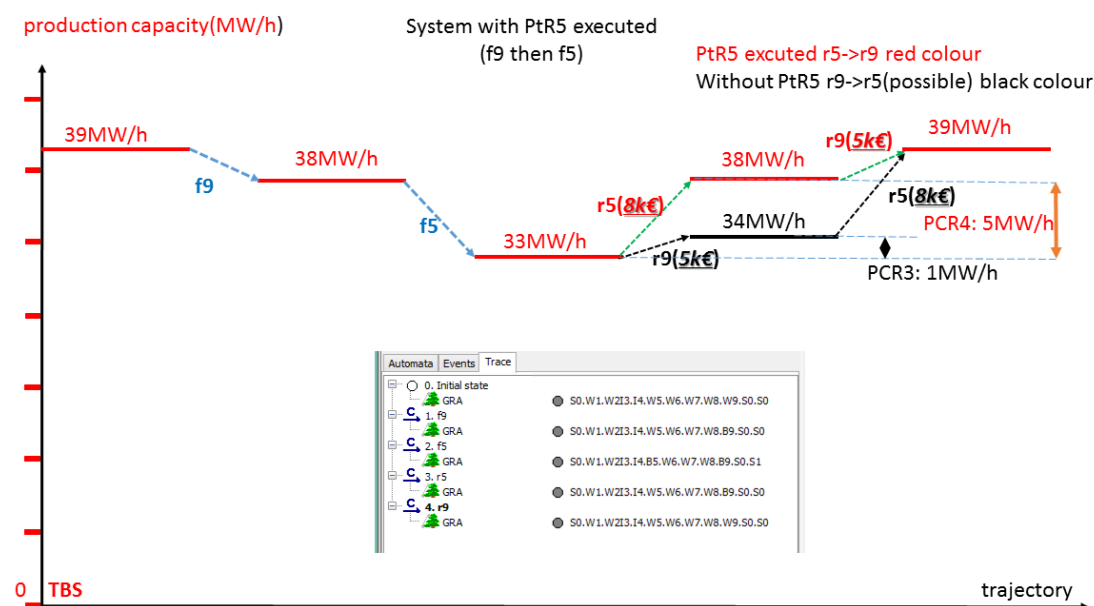 production capacity(MW/h)
System with PtR5 executed
(f9 then f5)
PtR5 excuted r5->r9 red colour
Without PtR5 r9->r5(possible) black colour
39MW/h
f9
38MW/h
f5
33MW/h
r5(8k€)
r9(5k€)
38MW/h
34MW/h
r9(5k€)
r5(8k€)
39MW/h
PCR4: 5MW/h
PCR3: 1MW/h
Automata Events Trace
0. Initial state
GRA S0.W1.W2I3.I4.W5.W6.W7.W8.W9.S0.S0
C 1. f9
GRA S0.W1.W2I3.I4.W5.W6.W7.W8.B9.S0.S0
C 2. f5
GRA S0.W1.W2I3.I4.B5.W6.W7.W8.B9.S0.S1
C 3. r5
GRA S0.W1.W2I3.I4.W5.W6.W7.W8.B9.S0.S0
C 4. r9
GRA S0.W1.W2I3.I4.W5.W6.W7.W8.W9.S0.S0
0 TBS
trajectory